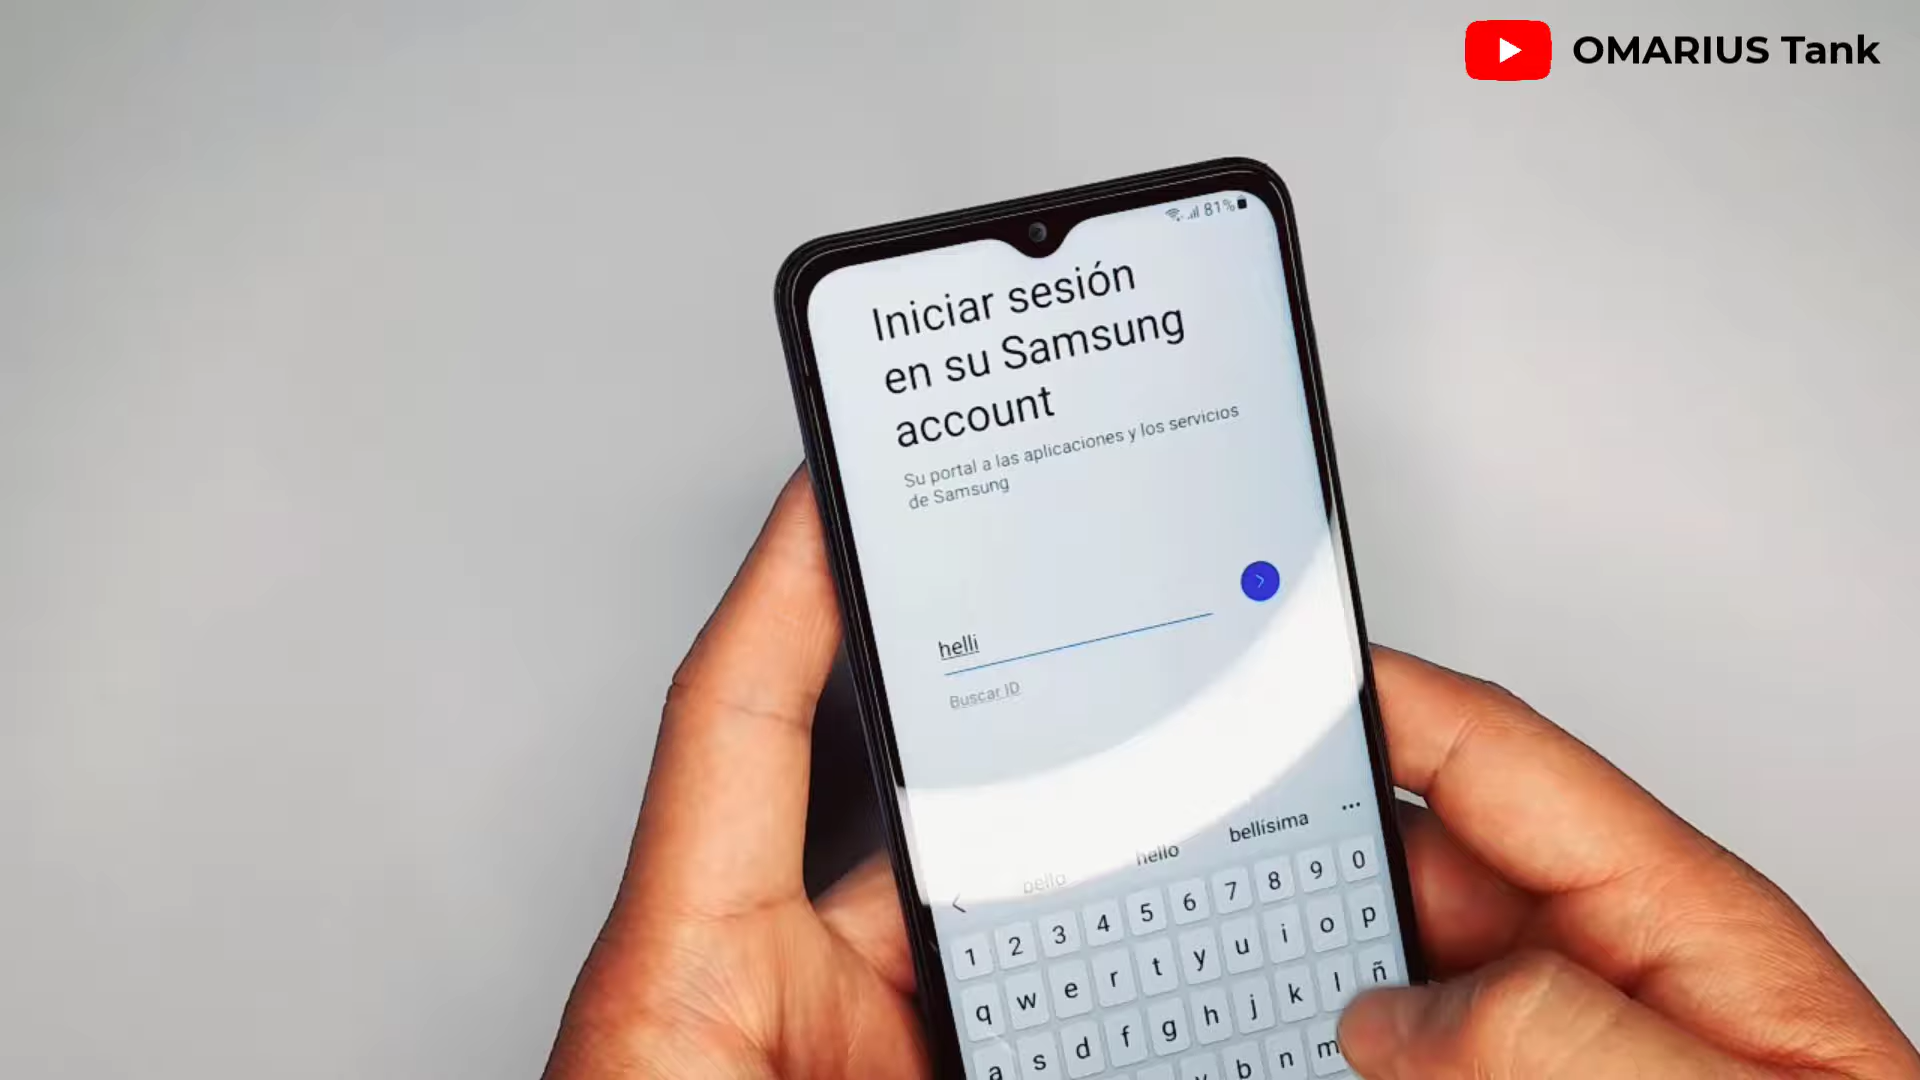 OMARIUS Tank
81%
Iniciar sesión
en su Samsung
account
Su portal a las aplicaciones y los servicios
de Samsung
helli
Buscar ID
bello hello bellísima
1 2 3 4 5 6 7 8 9 0
q w e r t y u i o p
a s d f g h j k l ñ
b n m